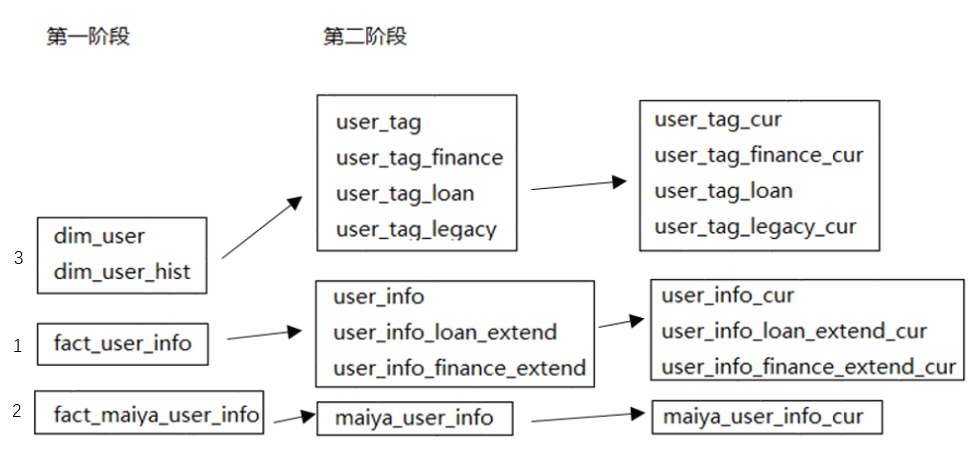 第一阶段
第二阶段
3
dim_user
dim_user_hist
user_tag
user_tag_finance
user_tag_loan
user_tag_legacy
user_tag_cur
user_tag_finance_cur
user_tag_loan
user_tag_legacy_cur
1
fact_user_info
user_info
user_info_loan_extend
user_info_finance_extend
user_info_cur
user_info_loan_extend_cur
user_info_finance_extend_cur
2
fact_maiya_user_info
maiya_user_info
maiya_user_info_cur